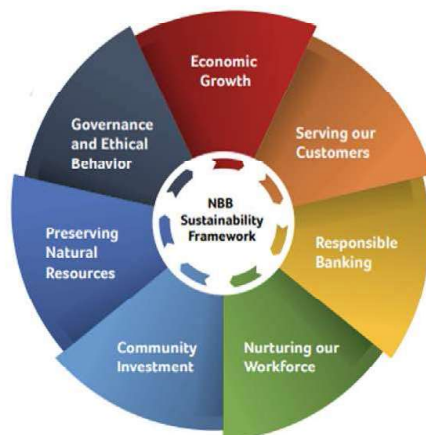 Economic
Growth
Serving our
Customers
Responsible
Banking
Nurturing our
Workforce
Community
Investment
Preserving
Natural
Resources
Governance
and Ethical
Behavior
NBB
Sustainability
Framework